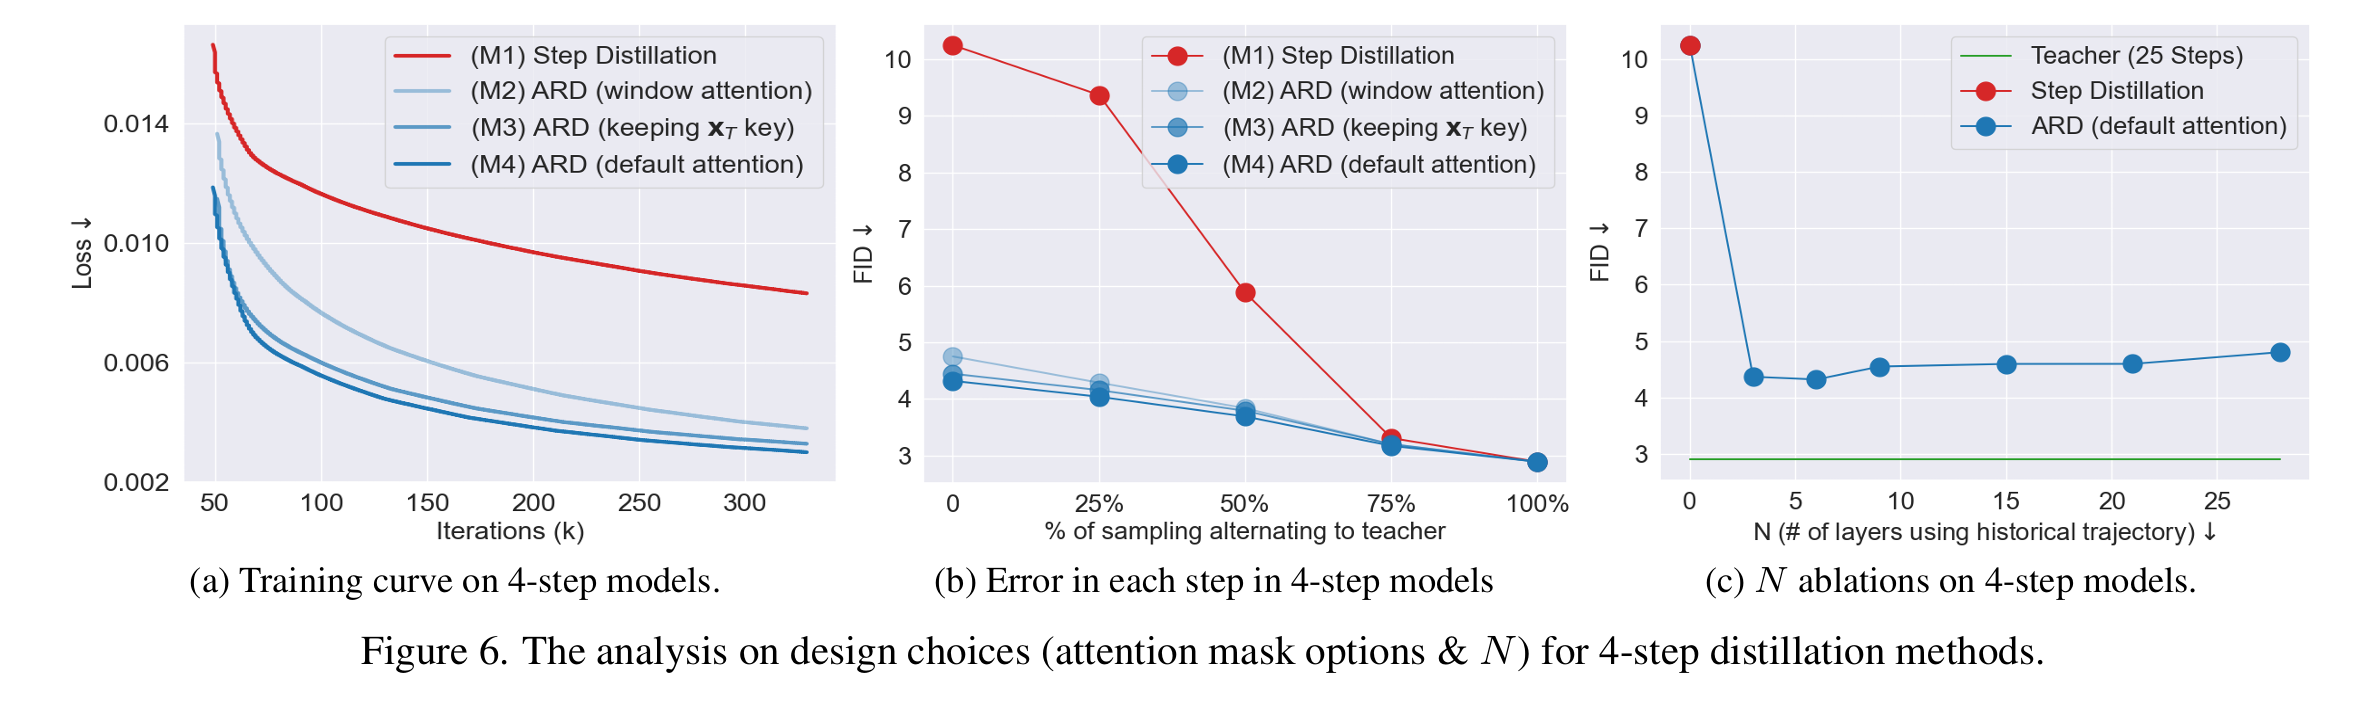 0.014
0.010
0.006
0.002
Loss ↓
50 100 150 200 250 300
Iterations (k)
(M1) Step Distillation
(M2) ARD (window attention)
(M3) ARD (keeping x_T key)
(M4) ARD (default attention)
(a) Training curve on 4-step models.
10
9
8
7
6
5
4
3
FID ↓
0 25% 50% 75% 100%
% of sampling alternating to teacher
(M1) Step Distillation
(M2) ARD (window attention)
(M3) ARD (keeping x_T key)
(M4) ARD (default attention)
(b) Error in each step in 4-step models
10
9
8
7
6
5
4
3
FID ↓
0 5 10 15 20 25
N (# of layers using historical trajectory) ↓
Teacher (25 Steps)
Step Distillation
ARD (default attention)
(c) N ablations on 4-step models.
Figure 6. The analysis on design choices (attention mask options & N) for 4-step distillation methods.